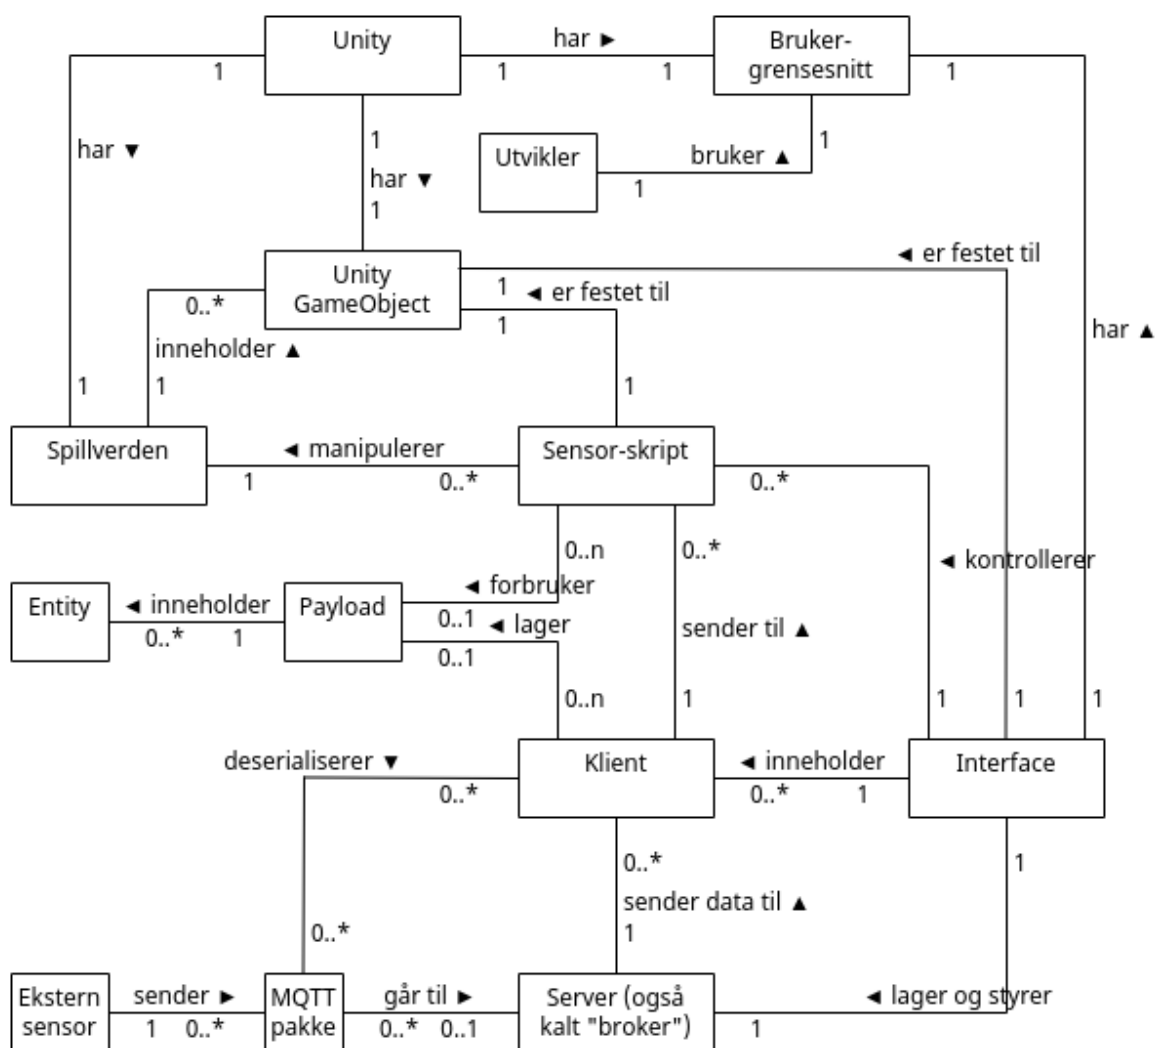 Unity
har ►
Bruker-
grensesnitt
1
1
1
1
har ▼
1
Utvikler
bruker ▲
1
1
har ▼
1
◄ er festet til
Unity
GameObject
0..*
1
◄ er festet til
1
har ▲
inneholder ▲
1
1
1
Spillverden
◄ manipulerer
Sensor-skript
1
0..*
0..*
0..n
0..*
◄ kontrollerer
◄ forbruker
Entity
◄ inneholder
Payload
0..1
0..*
1
◄ lager
sender til ▲
0..1
0..n
1
1
1
1
deserialiserer ▼
Klient
◄ inneholder
Interface
0..*
0..*
1
0..*
1
sender data til ▲
0..*
1
Ekstern
sensor
sender ►
MQTT
pakke
går til ►
Server (også
kalt "broker")
◄ lager og styrer
1
0..*
0..*
0..1
1